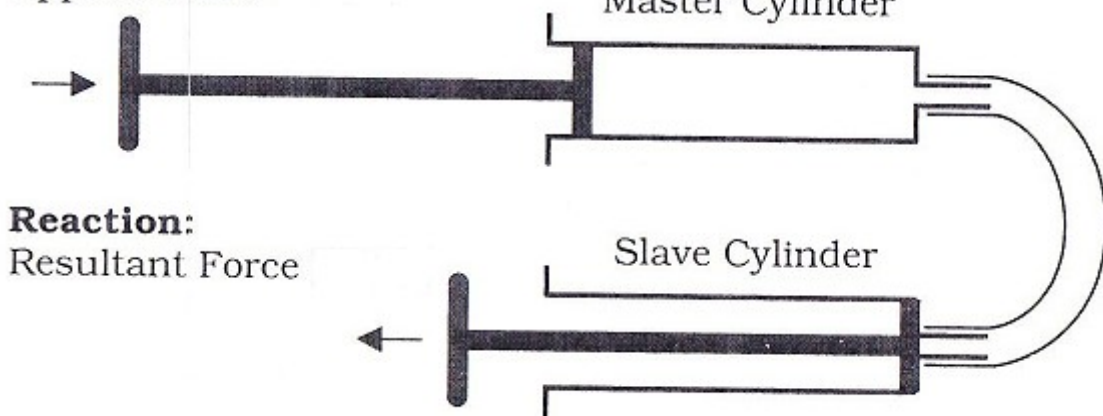 Master Cylinder
Reaction:
Resultant Force
Slave Cylinder